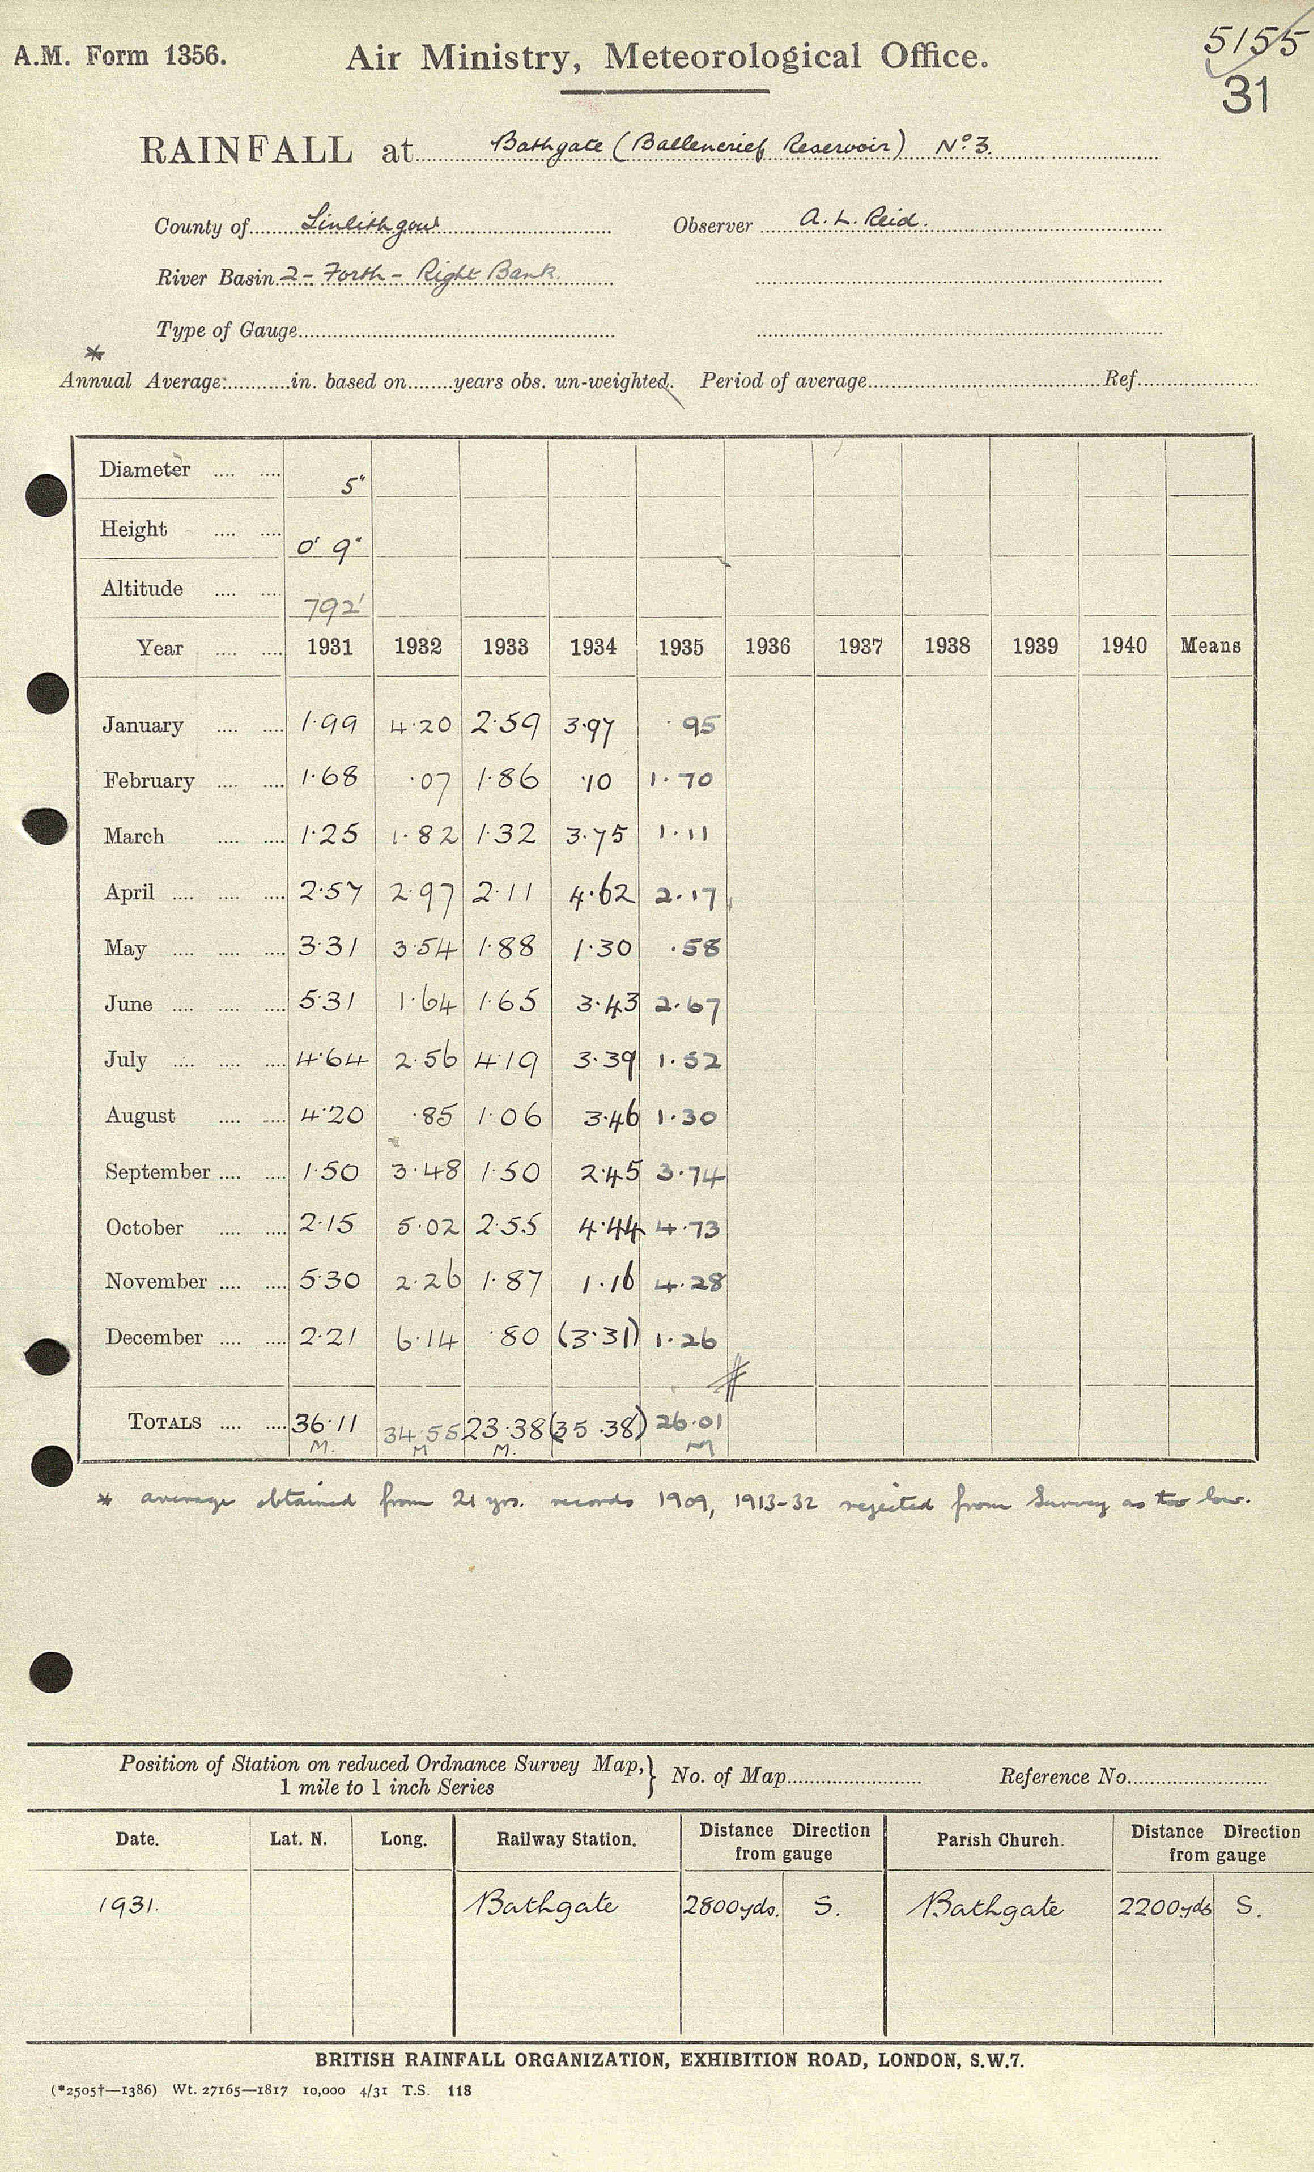 A.M. Form 1356.
Air Ministry, Meteorological Office.
5155
31
RAINFALL at Bathgate (Ballencrief Reservoir) No. 3.
County of Linlithgow Observer A. L. Reid.
River Basin 2 - Forth - Right Bank.
Type of Gauge
*
Annual Average: in. based on years obs. un-weighted. Period of average Ref.
Diameter 5"
Height 0' 9"
Altitude 792'
Year 1931 1932 1933 1934 1935 1936 1937 1938 1939 1940 Means
January 1·99 4·20 2·59 3·97 ·95
February 1·68 ·07 1·86 ·10 1·70
March 1·25 1·82 1·32 3·75 1·11
April 2·57 2·97 2·11 4·62 2·17
May 3·31 3·54 1·88 1·30 ·58
June 5·31 1·64 1·65 3·43 2·67
July 4·64 2·56 4·19 3·39 1·52
August 4·20 ·85 1·06 3·46 1·30
September 1·50 3·48 1·50 2·45 3·74
October 2·15 5·02 2·55 4·44 4·73
November 5·30 2·26 1·87 1·16 4·28
December 2·21 6·14 ·80 (3·31) 1·26
TOTALS 36·11 34·55 23·38 (35·38) 26·01
M. M M. M
* average obtained from 21 yrs. records 1909, 1913-32 rejected from Survey as too low.
Position of Station on reduced Ordnance Survey Map, } No. of Map Reference No.
1 mile to 1 inch Series
Date. Lat. N. Long. Railway Station. Distance Direction from gauge Parish Church. Distance Direction from gauge
1931. Bathgate 2800yds. S. Bathgate 2200yds S.
BRITISH RAINFALL ORGANIZATION, EXHIBITION ROAD, LONDON, S.W.7.
(*2505†—1386) Wt. 27165—1817 10,000 4/31 T.S. 118